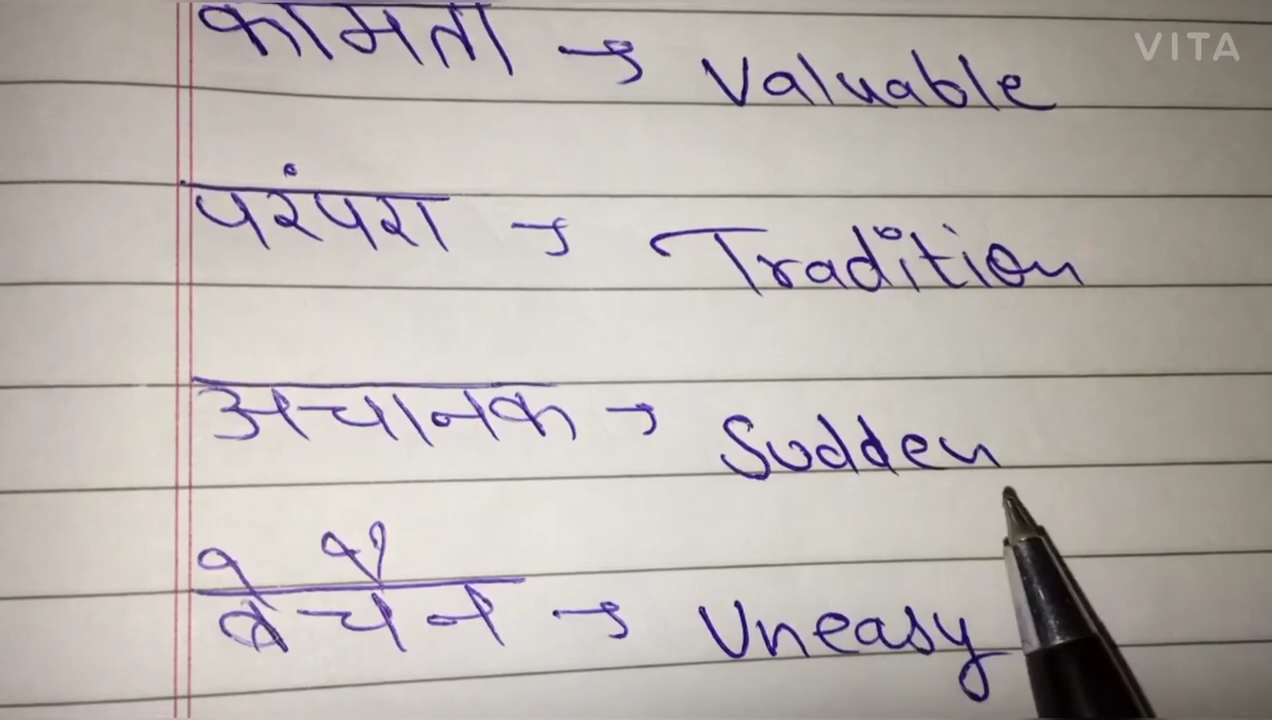 VITA
कीमती → Valuable
परंपरा → Tradition
अचानक → Sudden
बेचैन → Uneasy